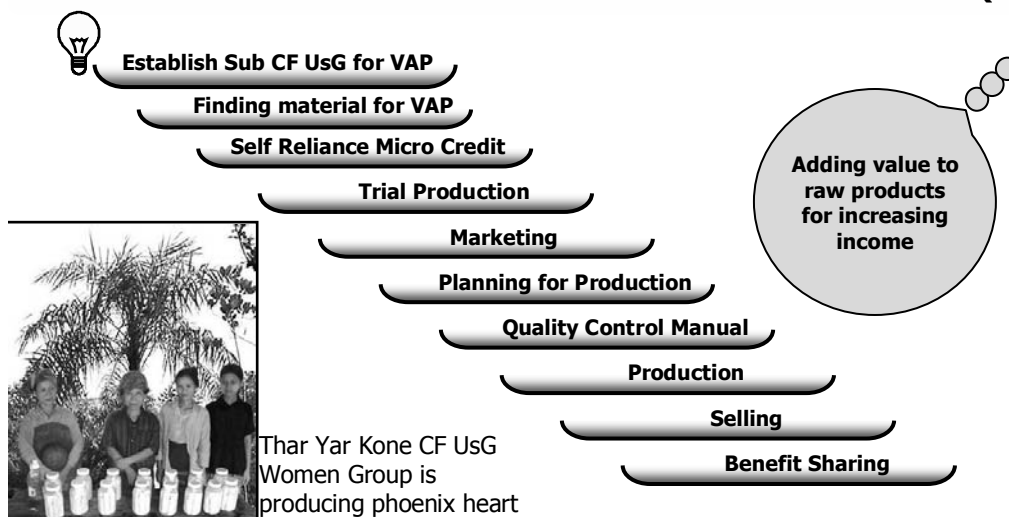 Establish Sub CF UsG for VAP
Finding material for VAP
Self Reliance Micro Credit
Trial Production
Marketing
Planning for Production
Quality Control Manual
Production
Selling
Benefit Sharing
Adding value to
raw products
for increasing
income
Thar Yar Kone CF UsG
Women Group is
producing phoenix heart